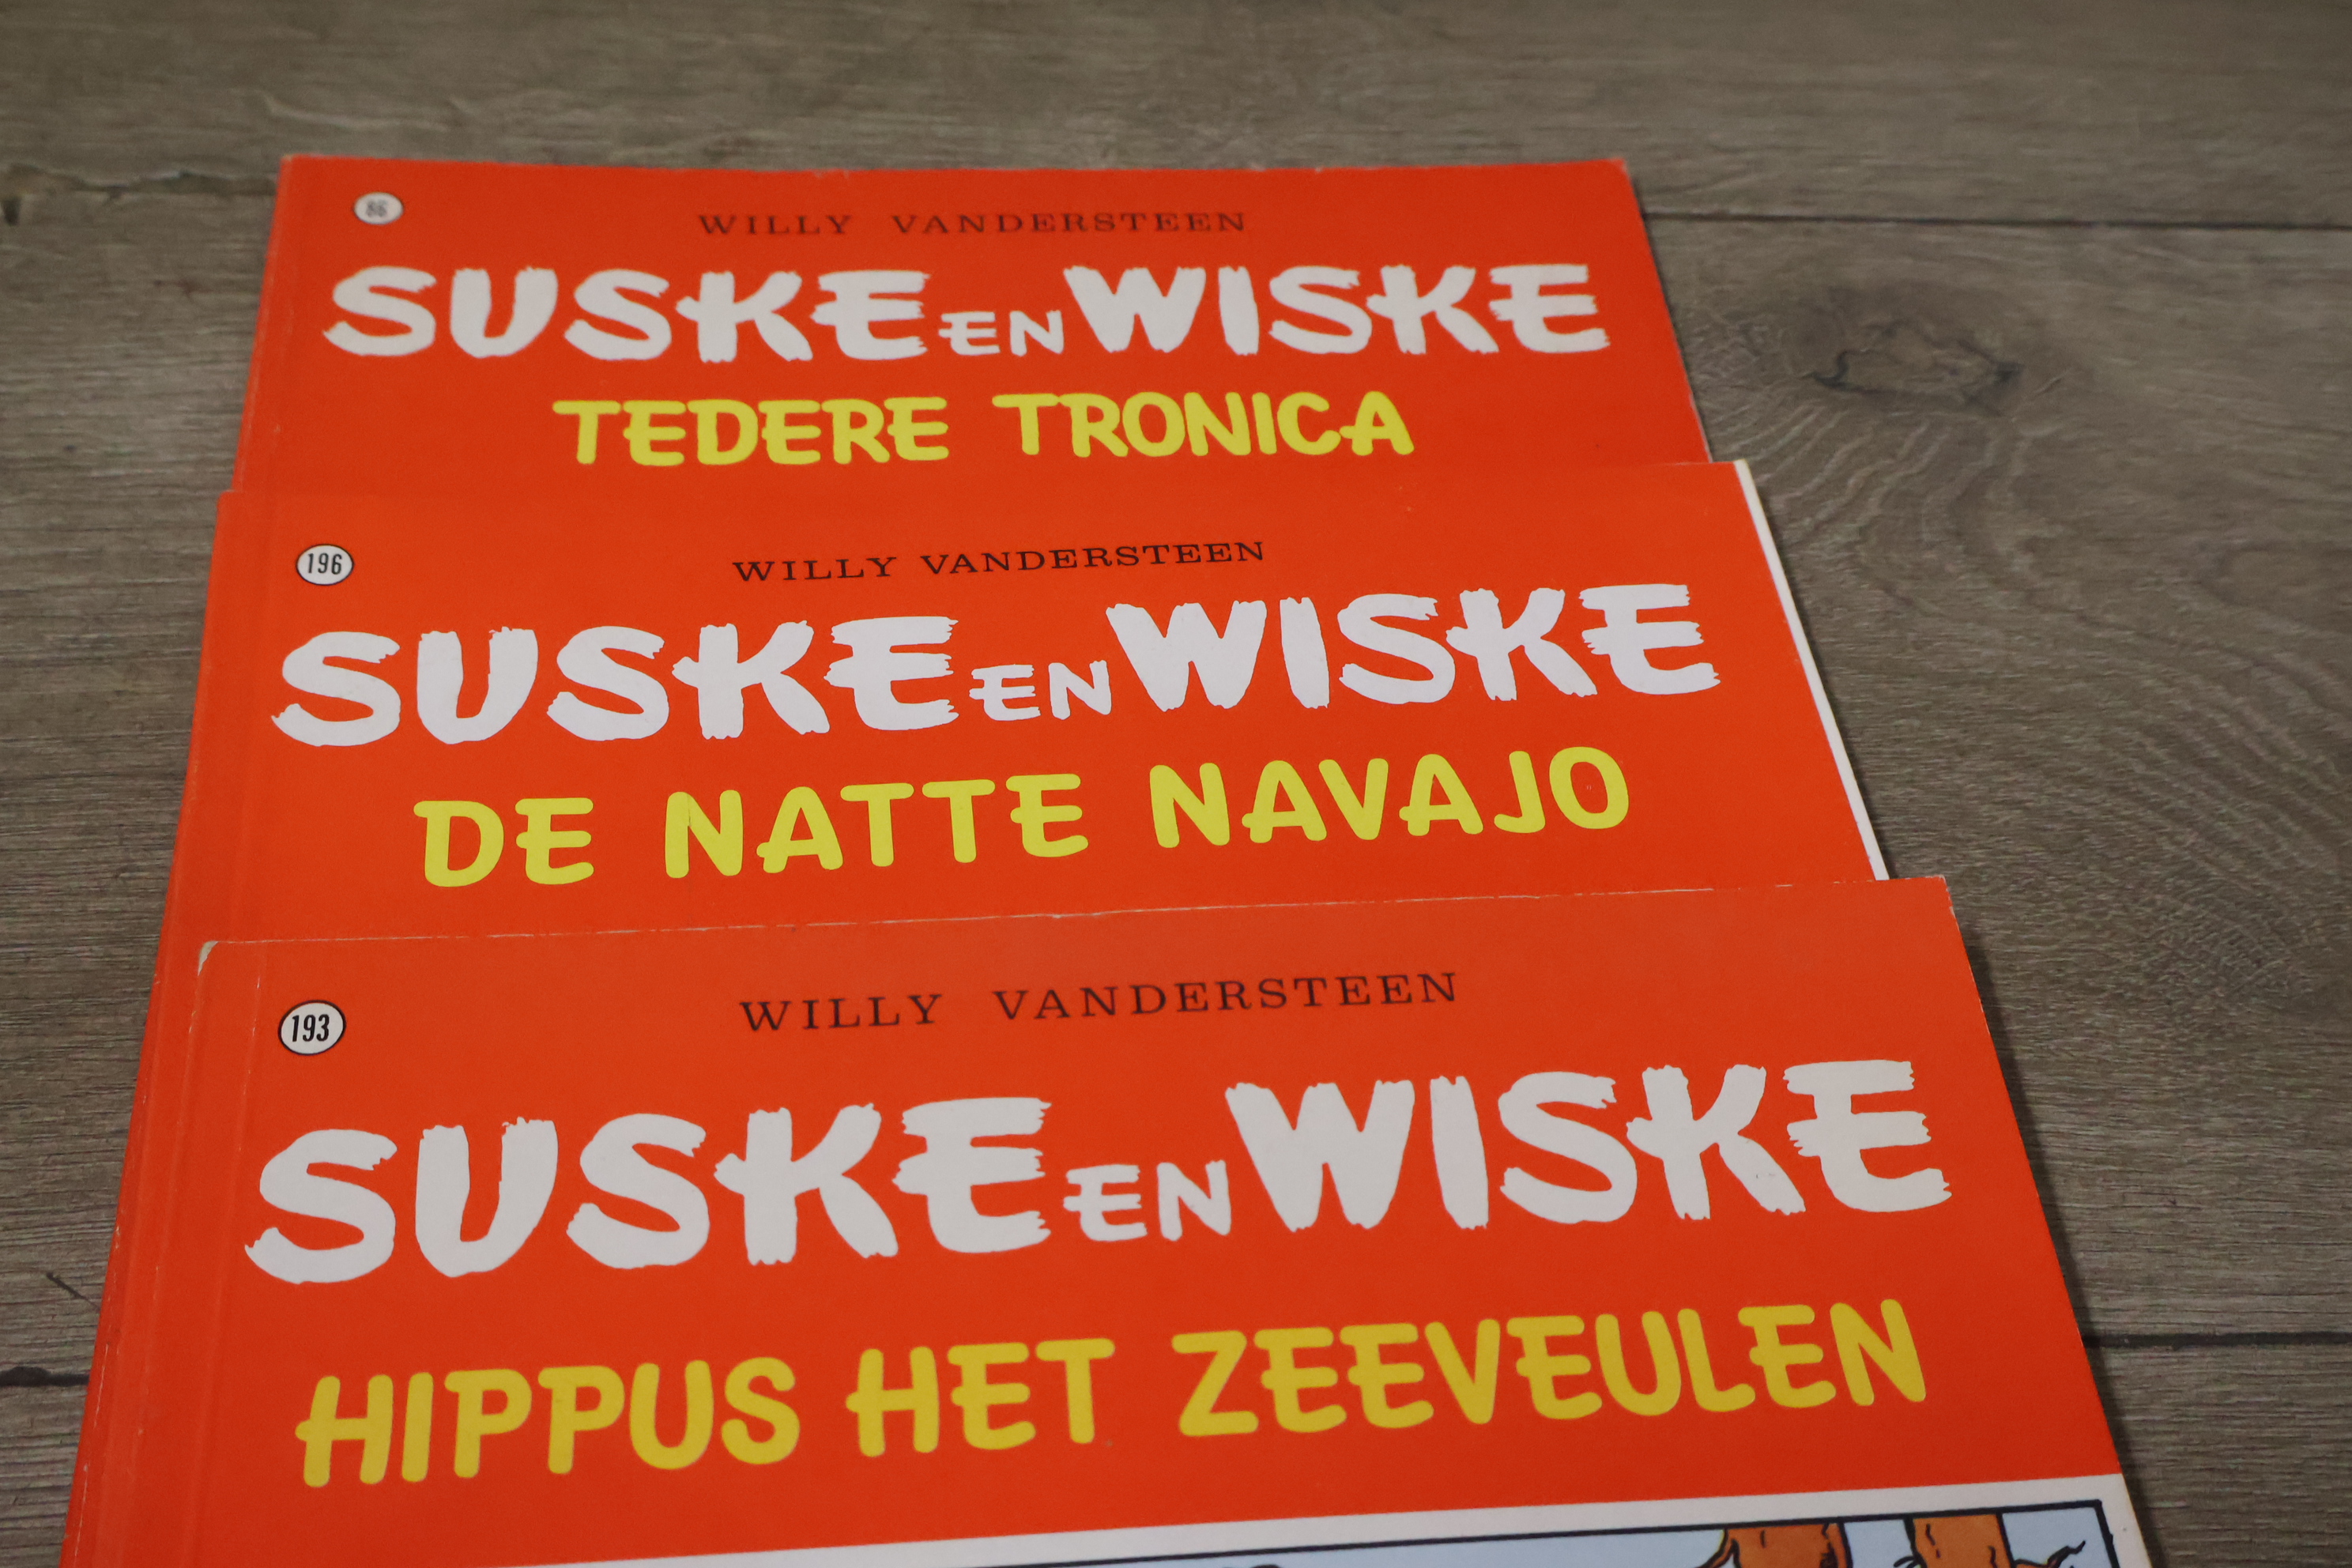 86
WILLY VANDERSTEEN
SUSKE EN WISKE
TEDERE TRONICA
196
WILLY VANDERSTEEN
SUSKE EN WISKE
DE NATTE NAVAJO
193
WILLY VANDERSTEEN
SUSKE EN WISKE
HIPPUS HET ZEEVEULEN